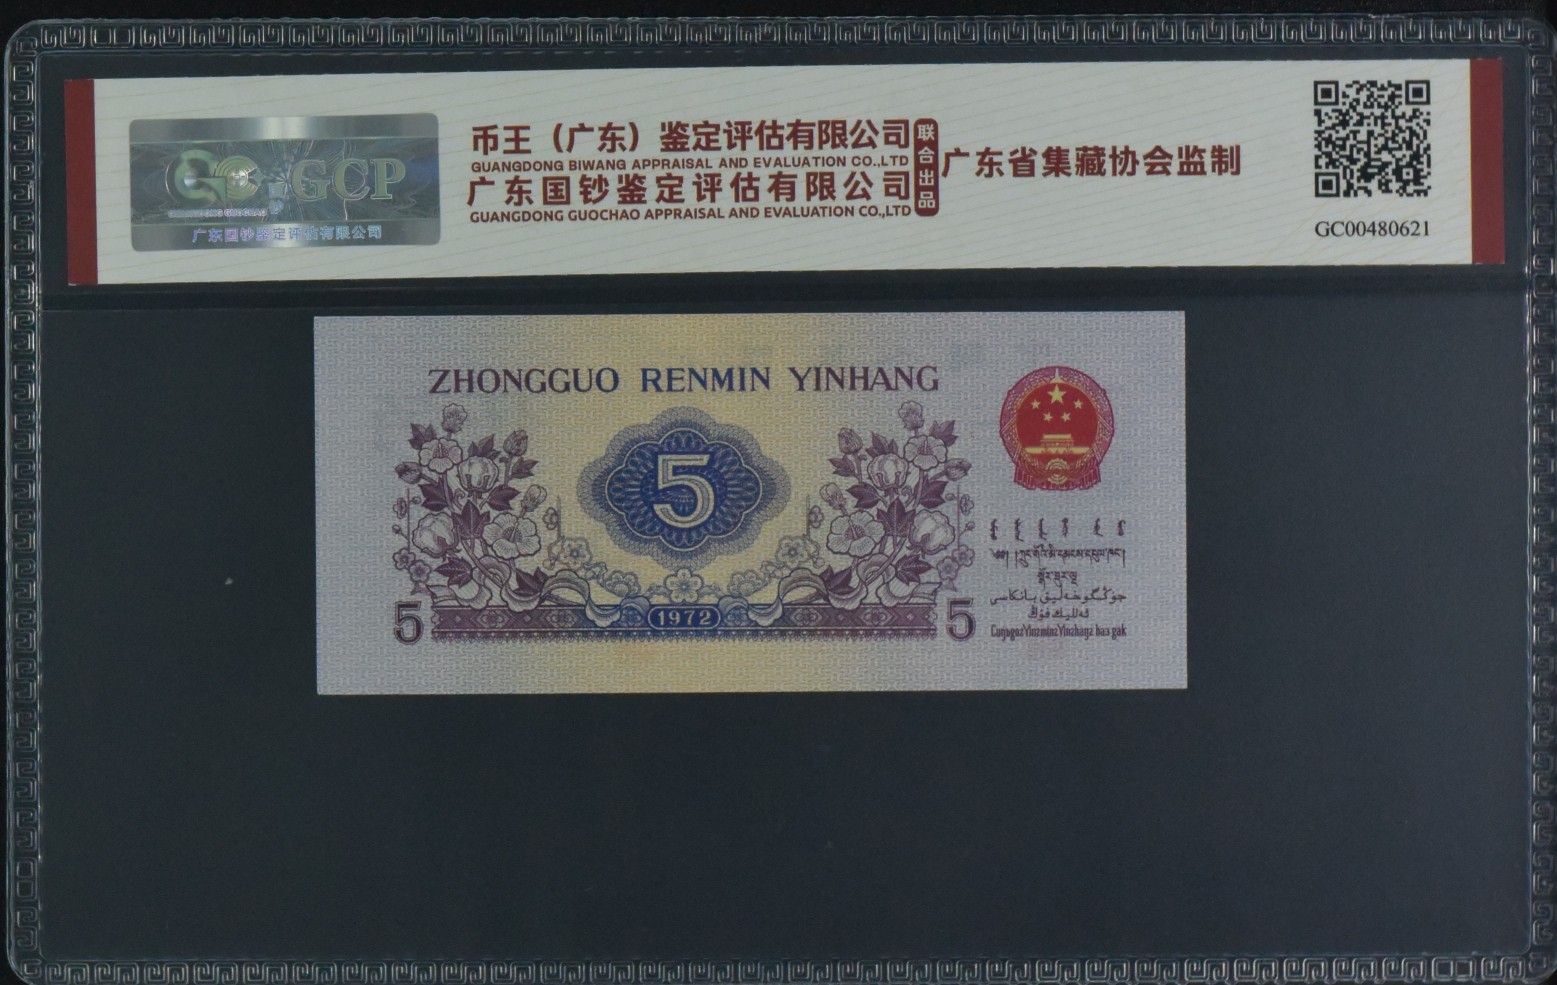 GCP
广东国钞鉴定评估有限公司
币王（广东）鉴定评估有限公司
GUANGDONG BIWANG APPRAISAL AND EVALUATION CO.,LTD
广东国钞鉴定评估有限公司
GUANGDONG GUOCHAO APPRAISAL AND EVALUATION CO.,LTD
联合出品
广东省集藏协会监制
GC00480621
ZHONGGUO RENMIN YINHANG
5
5
1972
5